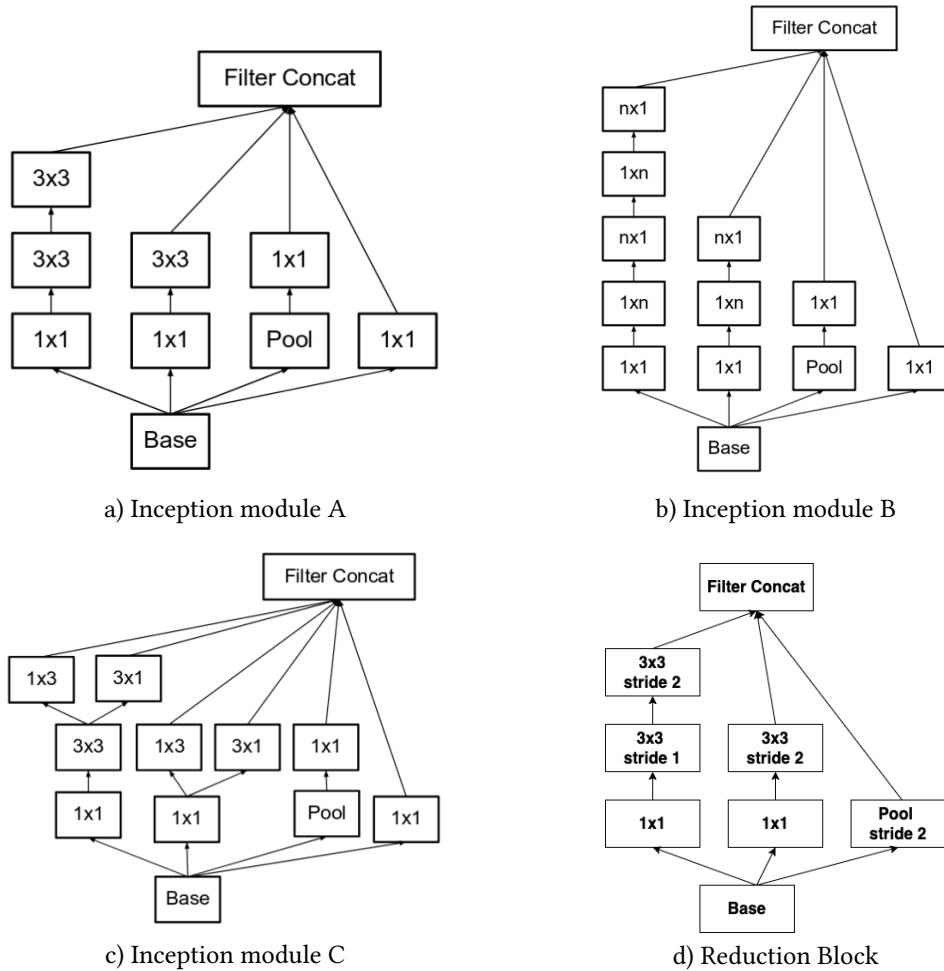 Filter Concat
3x3
3x3
3x3
1x1
1x1
1x1
Pool
1x1
Base
a) Inception module A
Filter Concat
nx1
1xn
nx1
nx1
1xn
1xn
1x1
1x1
1x1
Pool
1x1
Base
b) Inception module B
Filter Concat
1x3
3x1
3x3
1x3
3x1
1x1
1x1
1x1
Pool
1x1
Base
c) Inception module C
Filter Concat
3x3
stride 2
3x3
stride 1
3x3
stride 2
1x1
1x1
Pool
stride 2
Base
d) Reduction Block